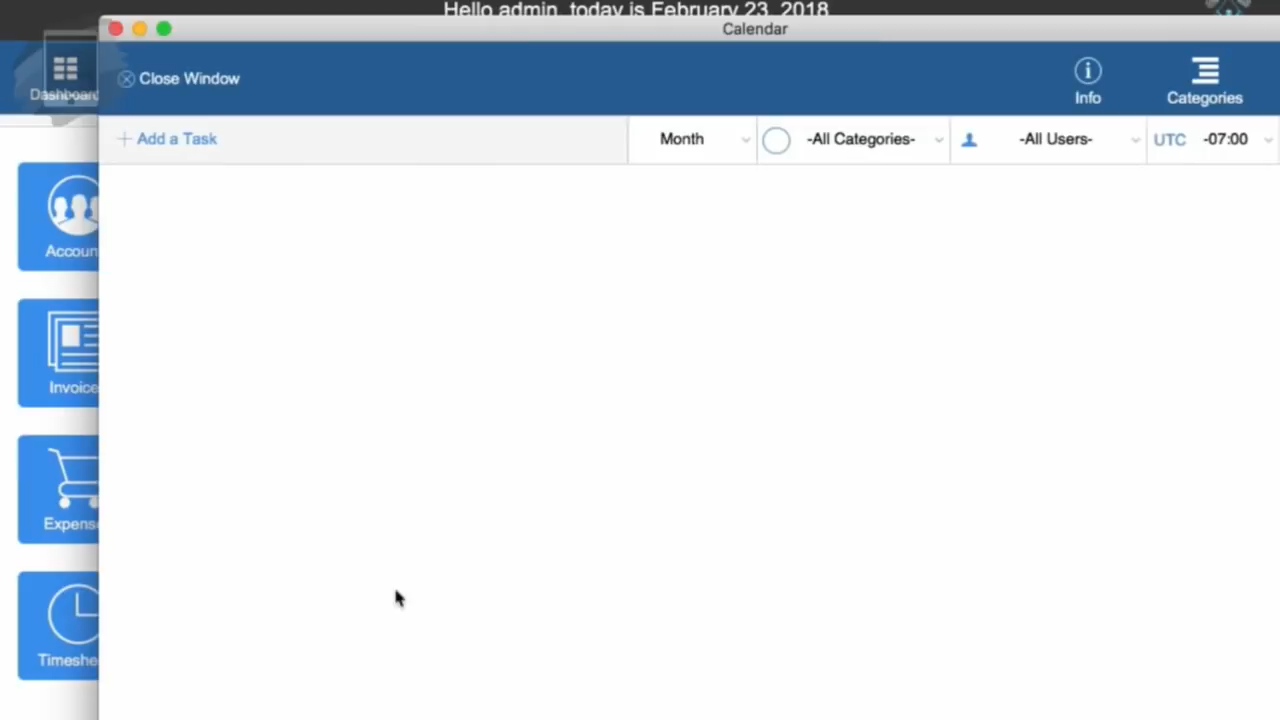 Hello admin, today is February 23, 2018
Calendar
Dashboard
Close Window
Info
Categories
Add a Task
Month
-All Categories-
-All Users-
UTC -07:00
Accoun
Invoice
Expense
Timeshe